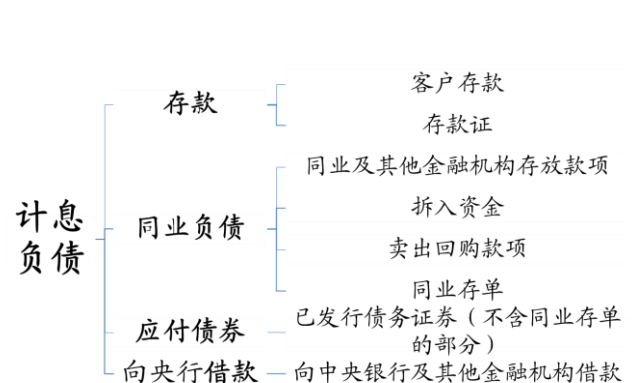 计息
负债
存款
客户存款
存款证
同业负债
同业及其他金融机构存放款项
拆入资金
卖出回购款项
同业存单
应付债券
已发行债务证券（不含同业存单
的部分）
向央行借款
向中央银行及其他金融机构借款